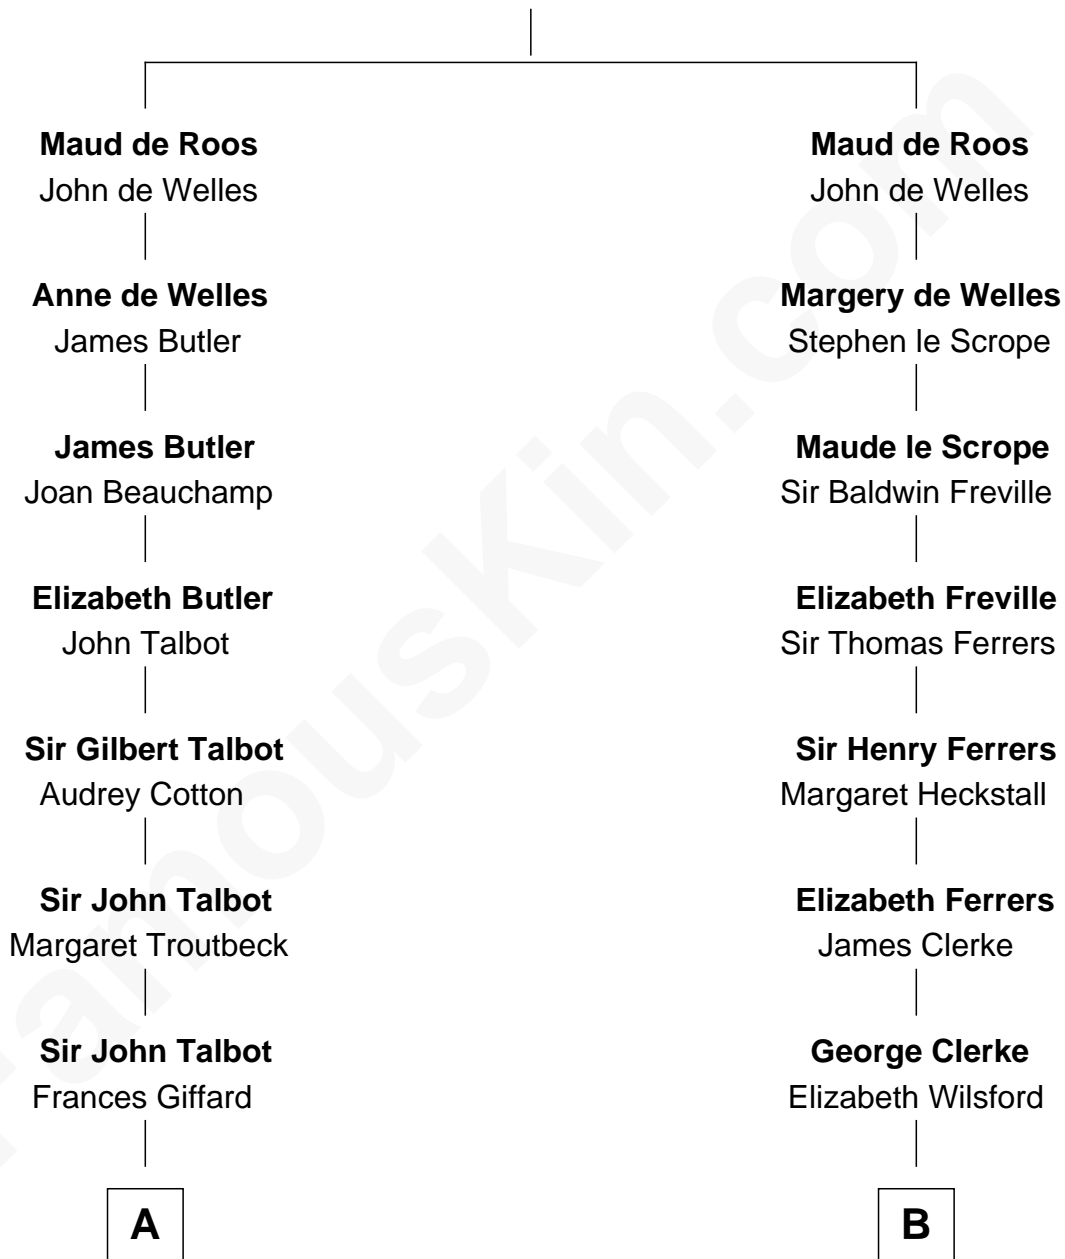 Maud de Roos
John de Welles
Anne de Welles
James Butler
James Butler
Joan Beauchamp
Elizabeth Butler
John Talbot
Sir Gilbert Talbot
Audrey Cotton
Sir John Talbot
Margaret Troutbeck
Sir John Talbot
Frances Giffard
A
Maud de Roos
John de Welles
Margery de Welles
Stephen le Scrope
Maude le Scrope
Sir Baldwin Freville
Elizabeth Freville
Sir Thomas Ferrers
Sir Henry Ferrers
Margaret Heckstall
Elizabeth Ferrers
James Clerke
George Clerke
Elizabeth Wilsford
B
FamousKin.com